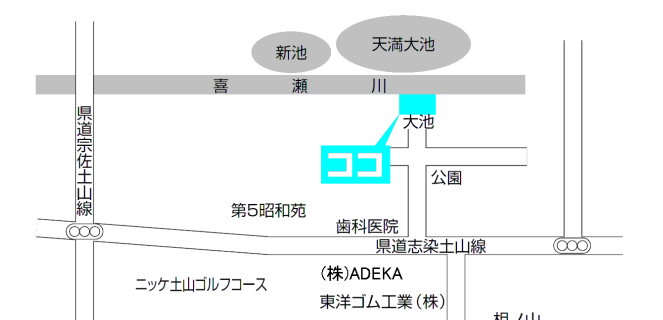 天満大池
新池
喜瀬川
大池
県道宗佐土山線
ココ
公園
第5昭和苑
歯科医院
県道志染土山線
(株)ADEKA
ニッケ土山ゴルフコース
東洋ゴム工業(株)